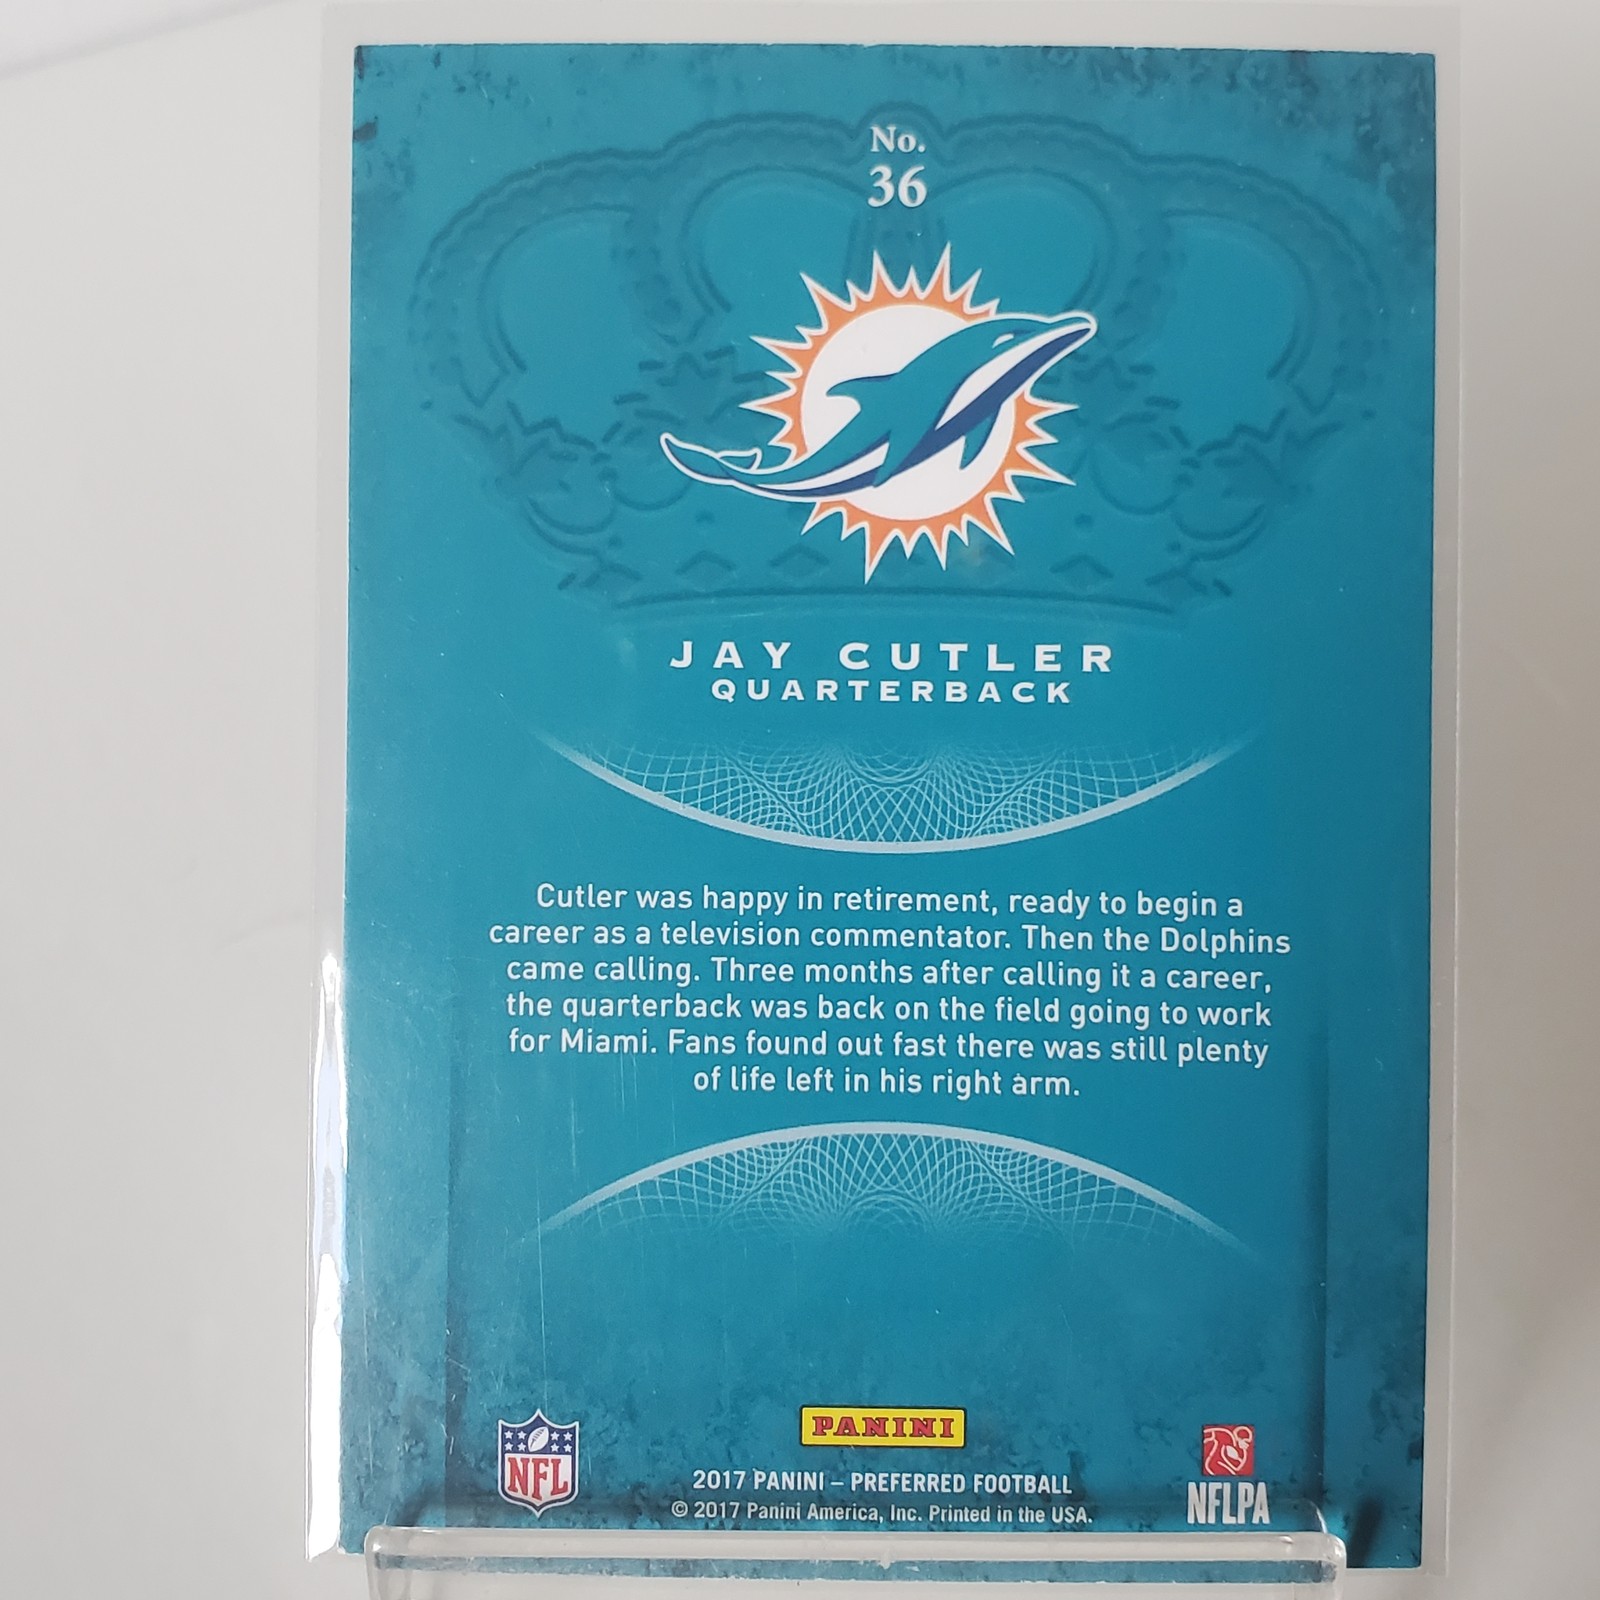 No.
36
JAY CUTLER
QUARTERBACK
Cutler was happy in retirement, ready to begin a
career as a television commentator. Then the Dolphins
came calling. Three months after calling it a career,
the quarterback was back on the field going to work
for Miami. Fans found out fast there was still plenty
of life left in his right arm.
PANINI
NFL
2017 PANINI – PREFERRED FOOTBALL
© 2017 Panini America, Inc. Printed in the USA.
NFLPA